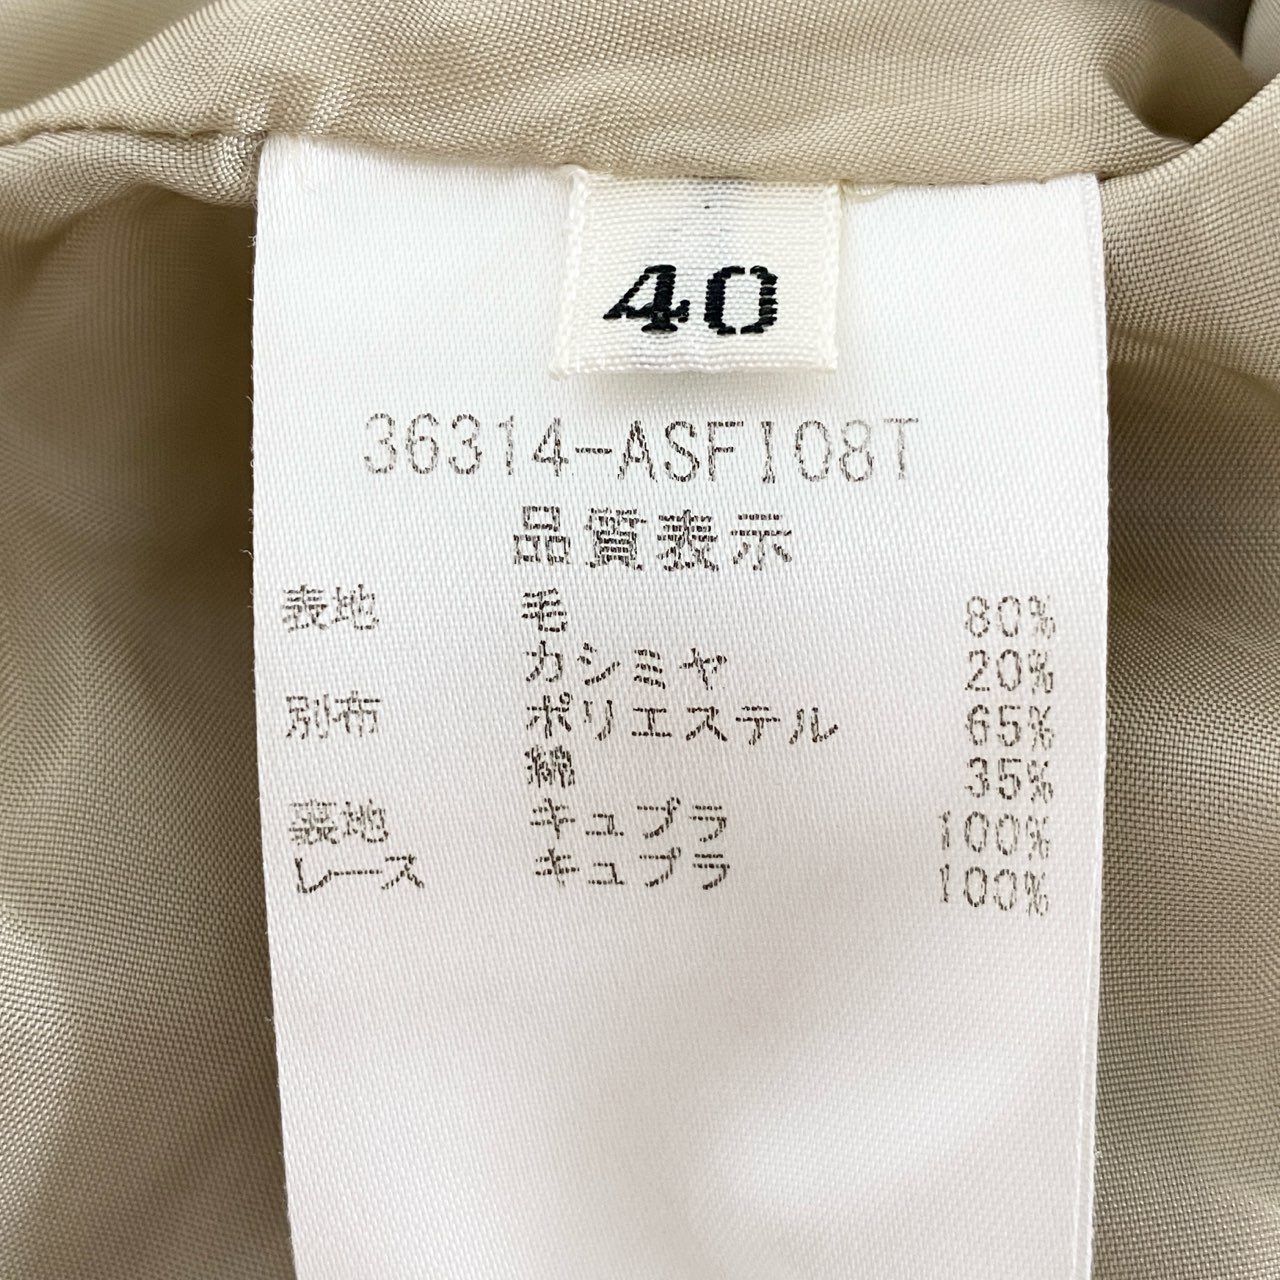 40
36314-ASFI08T
品質表示
表地 毛 80%
カシミヤ 20%
別布 ポリエステル 65%
綿 35%
裏地 キュプラ 100%
レース キュプラ 100%